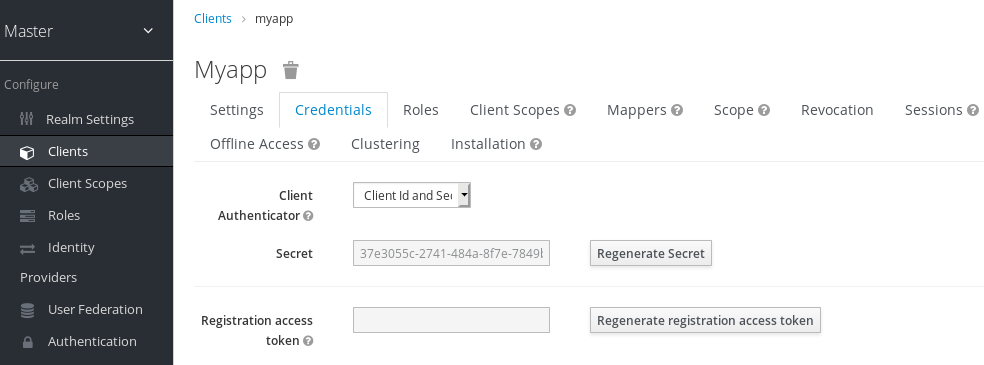 Master
Configure
Realm Settings
Clients
Client Scopes
Roles
Identity
Providers
User Federation
Authentication
Clients › myapp
Myapp
Settings Credentials Roles Client Scopes ? Mappers ? Scope ? Revocation Sessions ?
Offline Access ? Clustering Installation ?
Client
Authenticator ?
Client Id and Sec
Secret 37e3055c-2741-484a-8f7e-7849 Regenerate Secret
Registration access
token ?
Regenerate registration access token